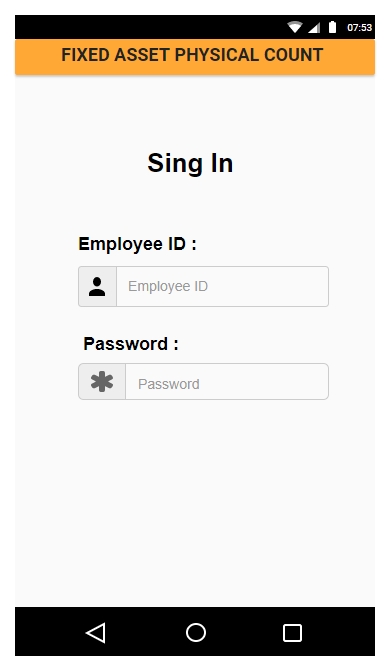 07:53
FIXED ASSET PHYSICAL COUNT
Sing In
Employee ID :
Employee ID
Password :
Password